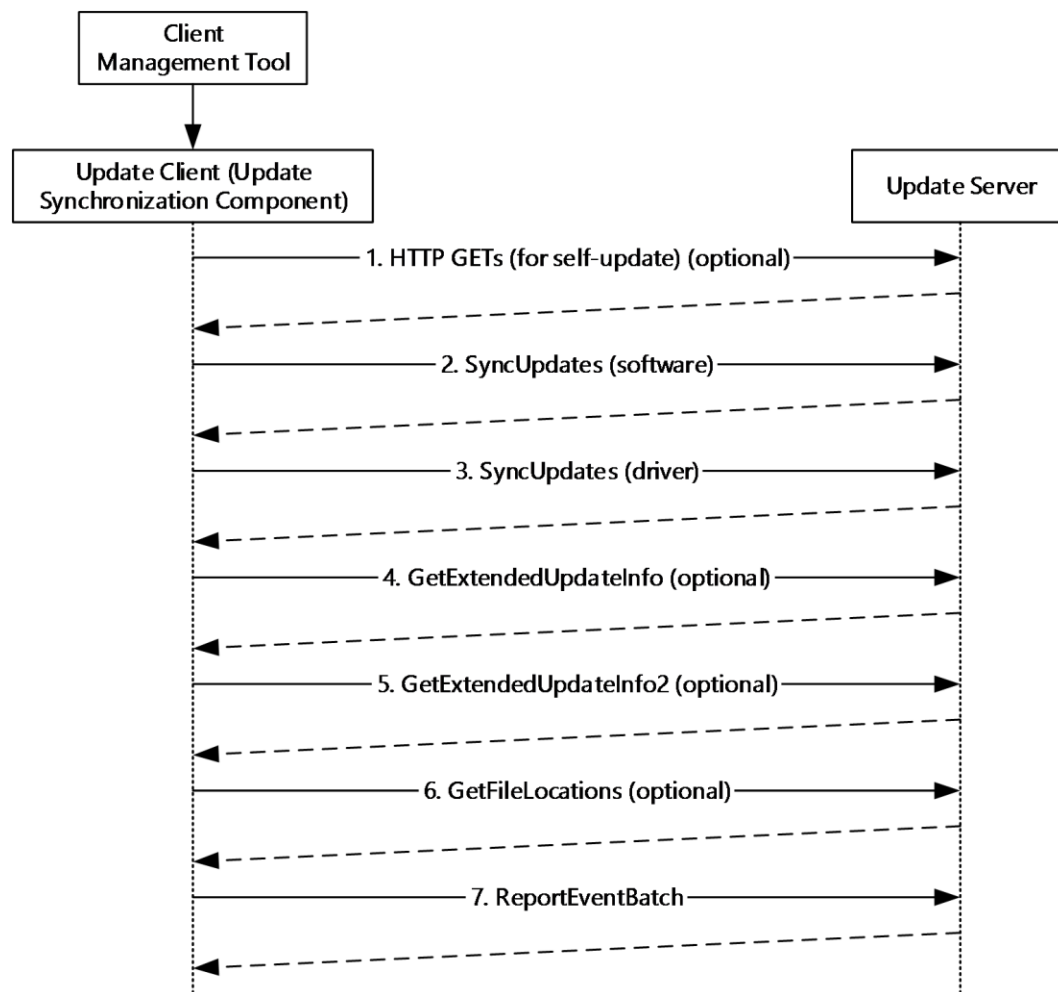 Client
Management Tool
Update Client (Update
Synchronization Component)
Update Server
1. HTTP GETs (for self-update) (optional)
2. SyncUpdates (software)
3. SyncUpdates (driver)
4. GetExtendedUpdateInfo (optional)
5. GetExtendedUpdateInfo2 (optional)
6. GetFileLocations (optional)
7. ReportEventBatch